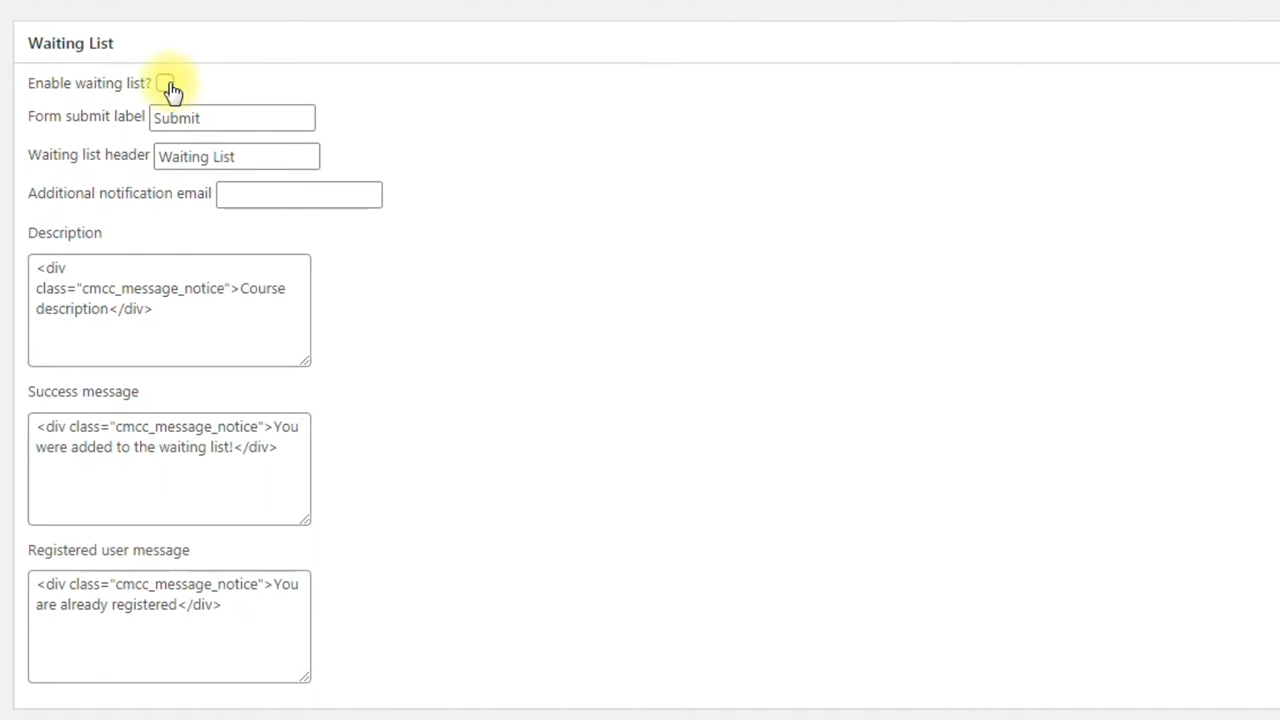 Waiting List
Enable waiting list?
Form submit label Submit
Waiting list header Waiting List
Additional notification email
Description
<div
class="cmcc_message_notice">Course
description</div>
Success message
<div class="cmcc_message_notice">You
were added to the waiting list!</div>
Registered user message
<div class="cmcc_message_notice">You
are already registered</div>